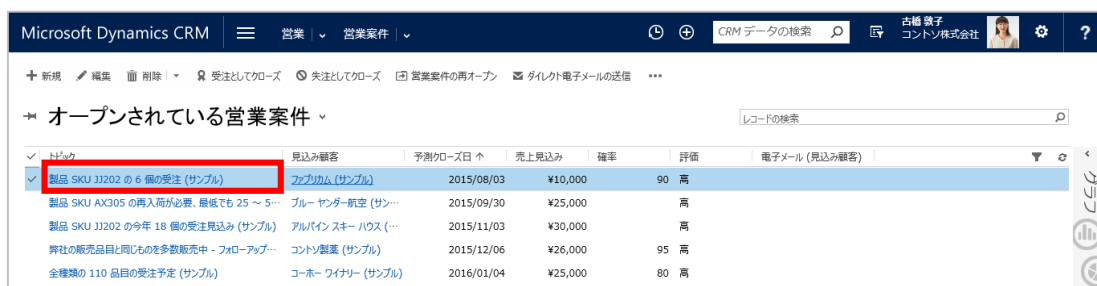 Microsoft Dynamics CRM 営業 営業案件 CRM データの検索 古橋 敦子
コントソ株式会社 ?
新規 編集 削除 受注としてクローズ 失注としてクローズ 営業案件の再オープン ダイレクト電子メールの送信 •••
オープンされている営業案件
レコードの検索
トピック 見込み顧客 予測クローズ日 ↑ 売上見込み 確率 評価 電子メール (見込み顧客)
製品 SKU JJ202 の 6 個の受注 (サンプル) ファブリカム (サンプル) 2015/08/03 ¥10,000 90 高
製品 SKU AX305 の再入荷が必要、最低でも 25 ～ 5… ブルー ヤンダー航空 (サン… 2015/09/30 ¥25,000 高
製品 SKU JJ202 の今年 18 個の受注見込み (サンプル) アルパイン スキー ハウス (… 2015/11/03 ¥30,000 高
弊社の販売品目と同じものを多数販売中 - フォローアップ… コントソ製薬 (サンプル) 2015/12/06 ¥26,000 95 高
全種類の 110 品目の受注予定 (サンプル) コーホー ワイナリー (サンプル) 2016/01/04 ¥25,000 80 高
グラフ